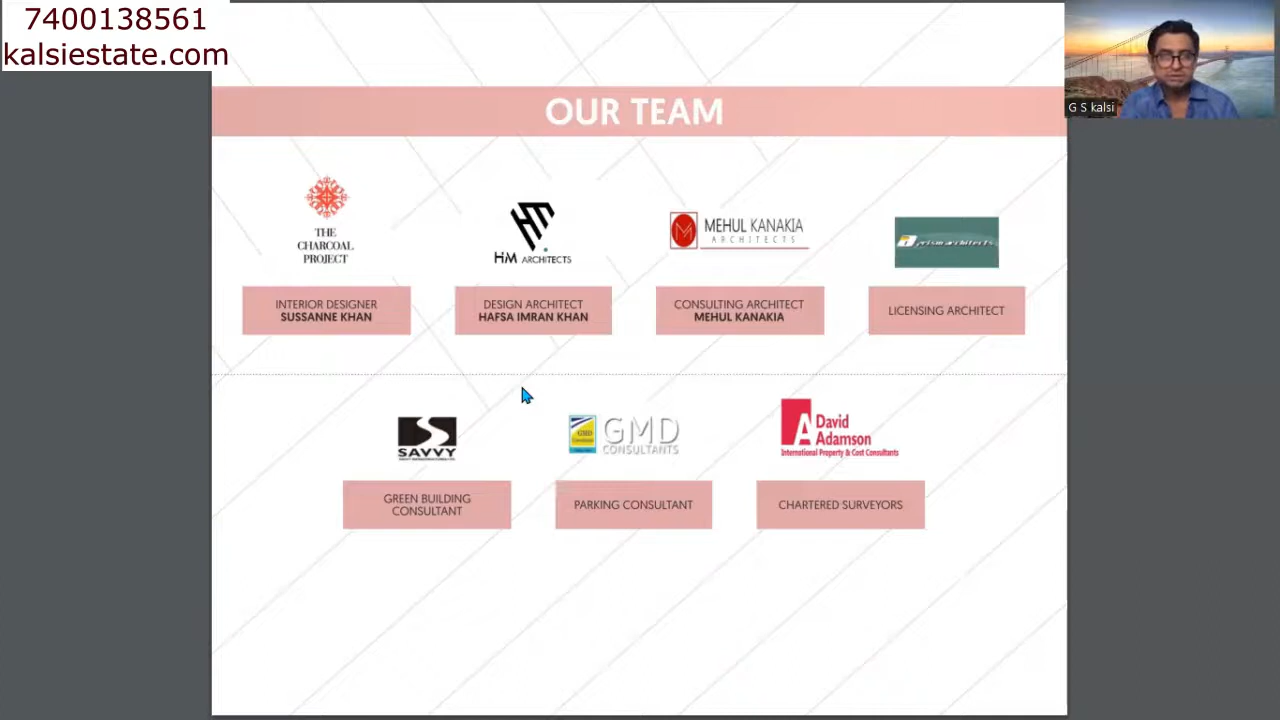 7400138561
kalsiestate.com
G S kalsi
OUR TEAM
THE
CHARCOAL
PROJECT
HM ARCHITECTS
MEHUL KANAKIA
ARCHITECTS
prismarchitects
INTERIOR DESIGNER
SUSSANNE KHAN
DESIGN ARCHITECT
HAFSA IMRAN KHAN
CONSULTING ARCHITECT
MEHUL KANAKIA
LICENSING ARCHITECT
SAVVY
GMD
GMD
CONSULTANTS
David
Adamson
International Property & Cost Consultants
GREEN BUILDING
CONSULTANT
PARKING CONSULTANT
CHARTERED SURVEYORS